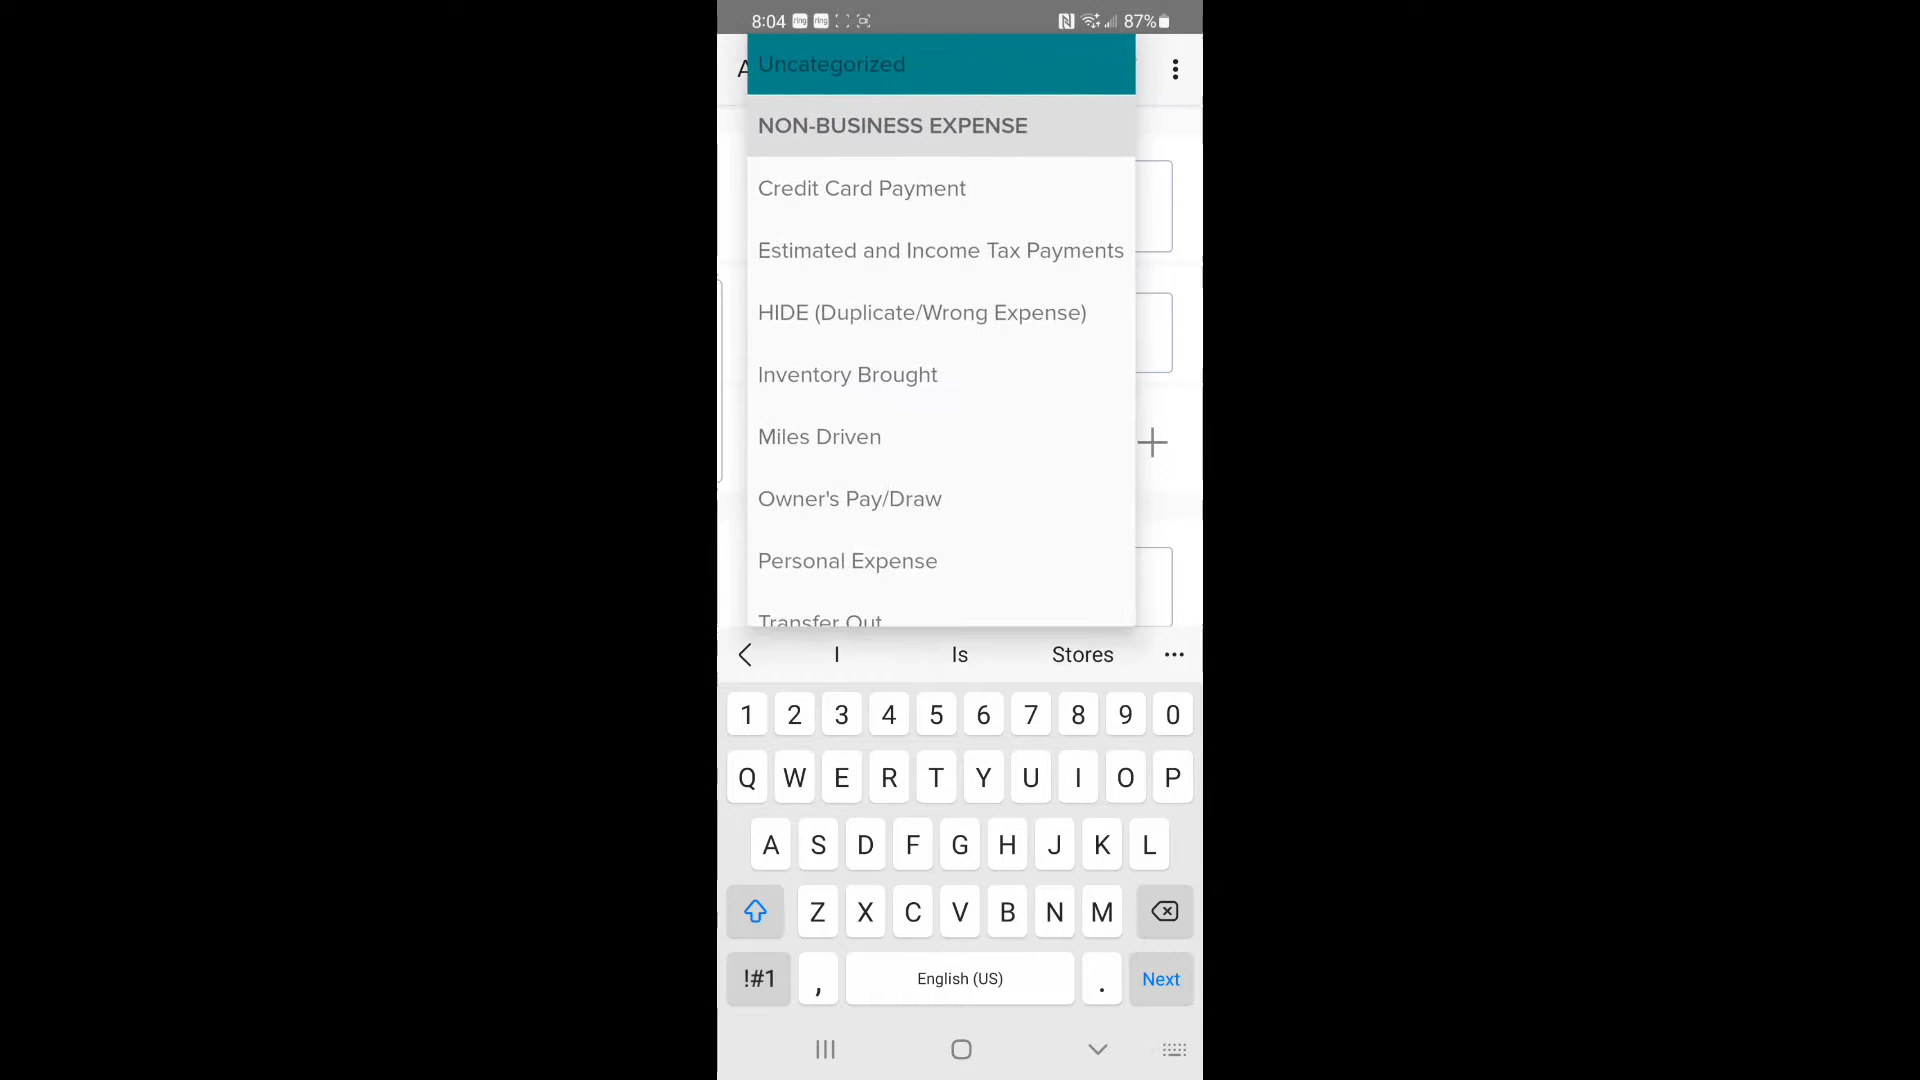 8:04 ring ring 87%
A
Uncategorized
NON-BUSINESS EXPENSE
Credit Card Payment
Estimated and Income Tax Payments
HIDE (Duplicate/Wrong Expense)
Inventory Brought
Miles Driven
Owner's Pay/Draw
Personal Expense
Transfer Out
I Is Stores
1 2 3 4 5 6 7 8 9 0
Q W E R T Y U I O P
A S D F G H J K L
Z X C V B N M
!#1 , English (US) . Next